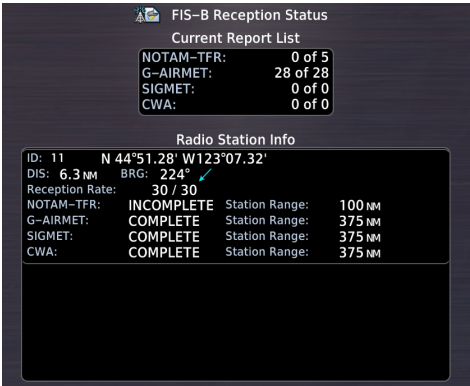 FIS-B Reception Status
Current Report List
NOTAM-TFR: 0 of 5
G-AIRMET: 28 of 28
SIGMET: 0 of 0
CWA: 0 of 0
Radio Station Info
ID: 11 N 44°51.28' W123°07.32'
DIS: 6.3 NM BRG: 224°
Reception Rate: 30 / 30
NOTAM-TFR: INCOMPLETE Station Range: 100 NM
G-AIRMET: COMPLETE Station Range: 375 NM
SIGMET: COMPLETE Station Range: 375 NM
CWA: COMPLETE Station Range: 375 NM